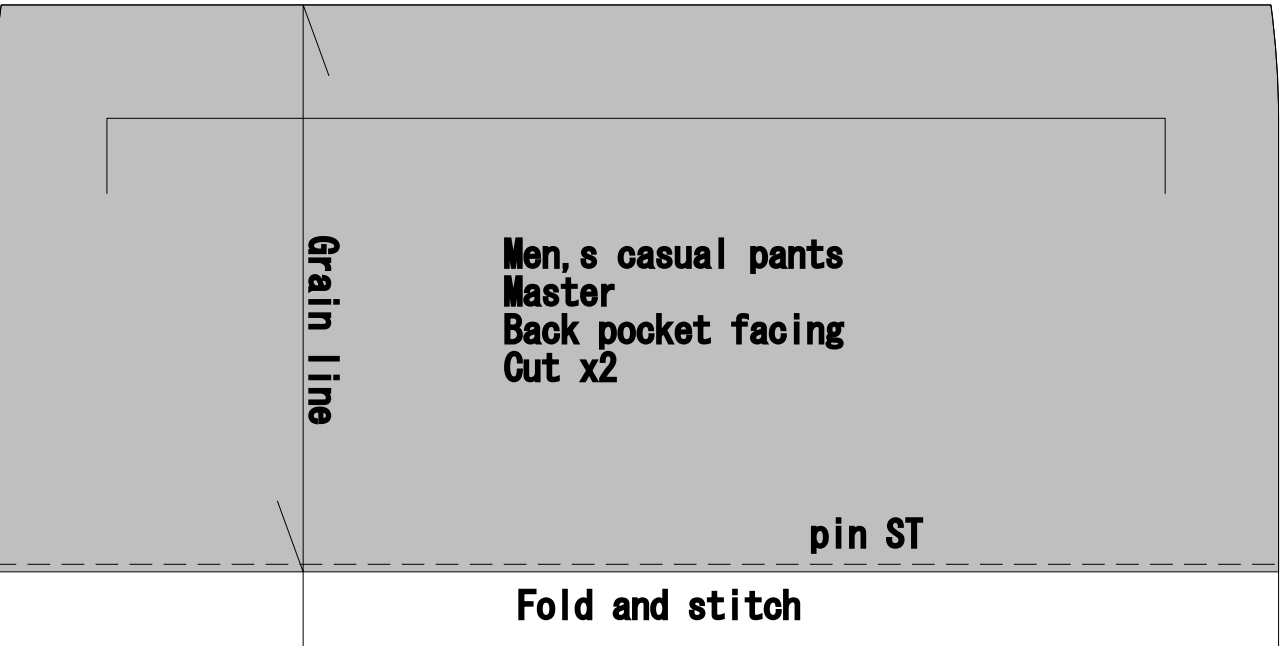 Grain line
Men,s casual pants
Master
Back pocket facing
Cut x2
pin ST
Fold and stitch